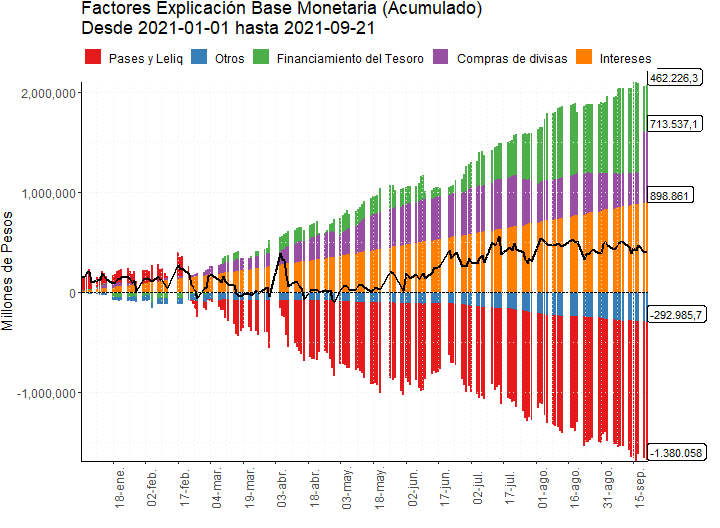 Factores Explicación Base Monetaria (Acumulado)
Desde 2021-01-01 hasta 2021-09-21
Pases y Leliq Otros Financiamiento del Tesoro Compras de divisas Intereses
Millones de Pesos
2,000,000
1,000,000
0
-1,000,000
462.226,3
713.537,1
898.861
-292.985,7
-1.380.058
18-ene.
02-feb.
17-feb.
04-mar.
19-mar.
03-abr.
18-abr.
03-may.
18-may.
02-jun.
17-jun.
02-jul.
17-jul.
01-ago.
16-ago.
31-ago.
15-sep.